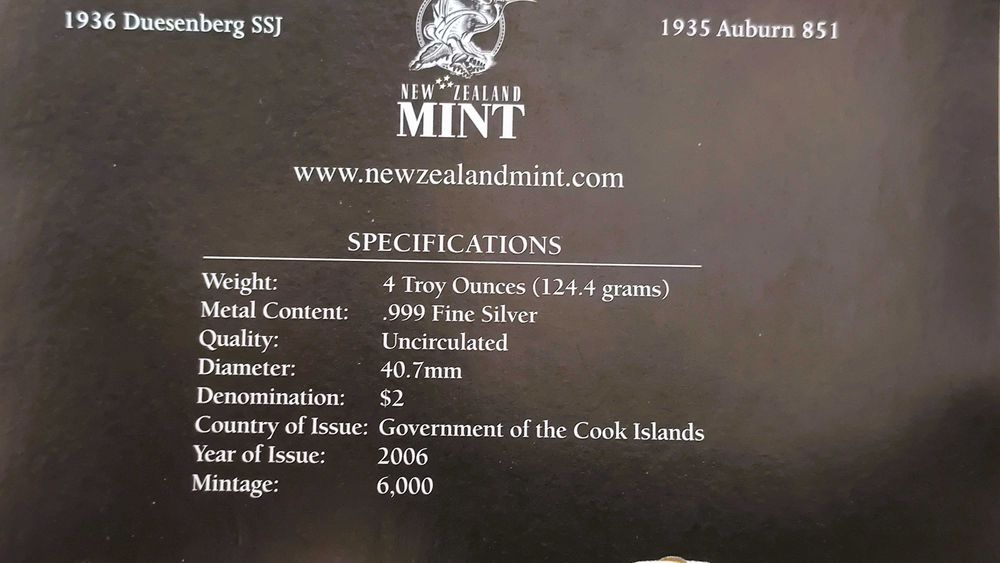 1936 Duesenberg SSJ
1935 Auburn 851
NEW ZEALAND
MINT
www.newzealandmint.com
SPECIFICATIONS
Weight: 4 Troy Ounces (124.4 grams)
Metal Content: .999 Fine Silver
Quality: Uncirculated
Diameter: 40.7mm
Denomination: $2
Country of Issue: Government of the Cook Islands
Year of Issue: 2006
Mintage: 6,000